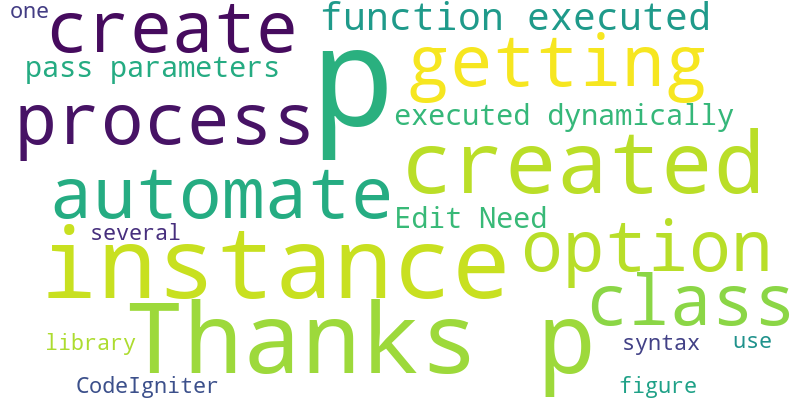 one
create
function executed
pass parameters
p
getting
process
executed dynamically
created
automate
Edit Need
several
instance
option
class
Thanks p
library
syntax
use
CodeIgniter
figure